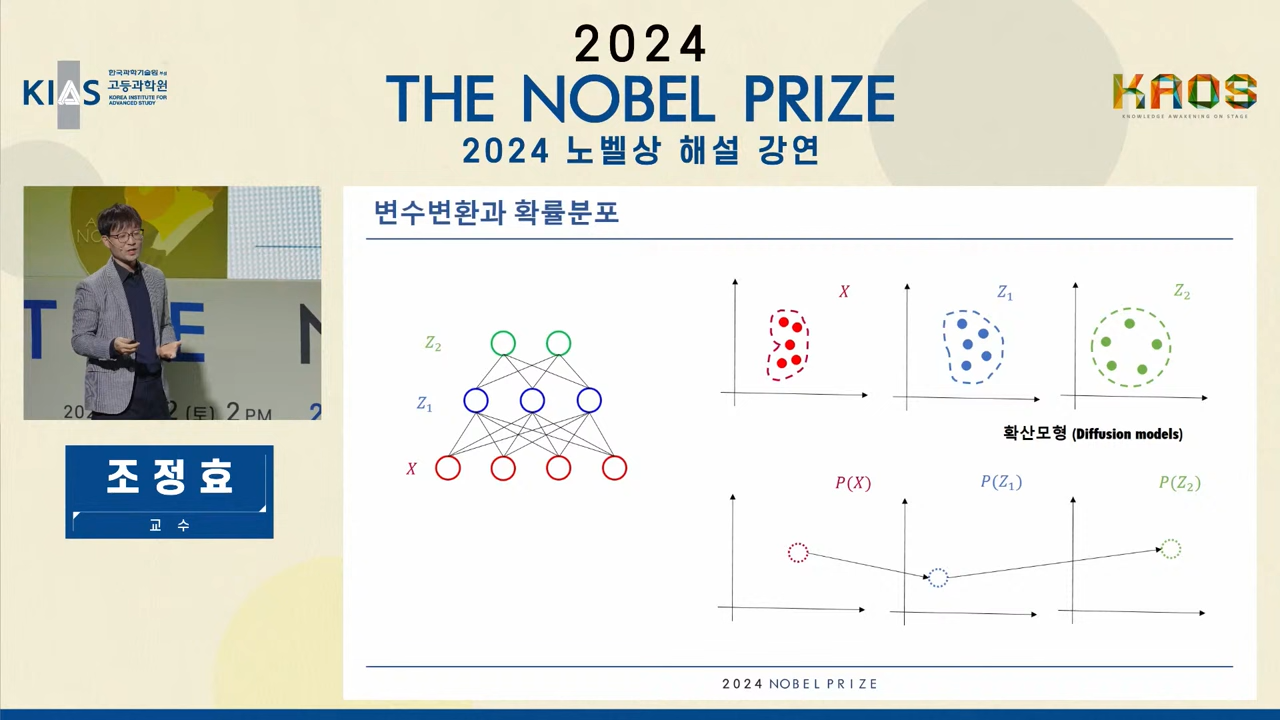 2024
THE NOBEL PRIZE
2024 노벨상 해설 강연
KIAS
한국과학기술원 부설
고등과학원
KOREA INSTITUTE FOR
ADVANCED STUDY
KAOS
KNOWLEDGE AWAKENING ON STAGE
변수변환과 확률분포
Z₂
Z₁
X
X
Z₁
Z₂
확산모형 (Diffusion models)
P(X)
P(Z₁)
P(Z₂)
2024 NOBEL PRIZE
NO
T
E
N
2 (토) 2 PM
조정효
교수